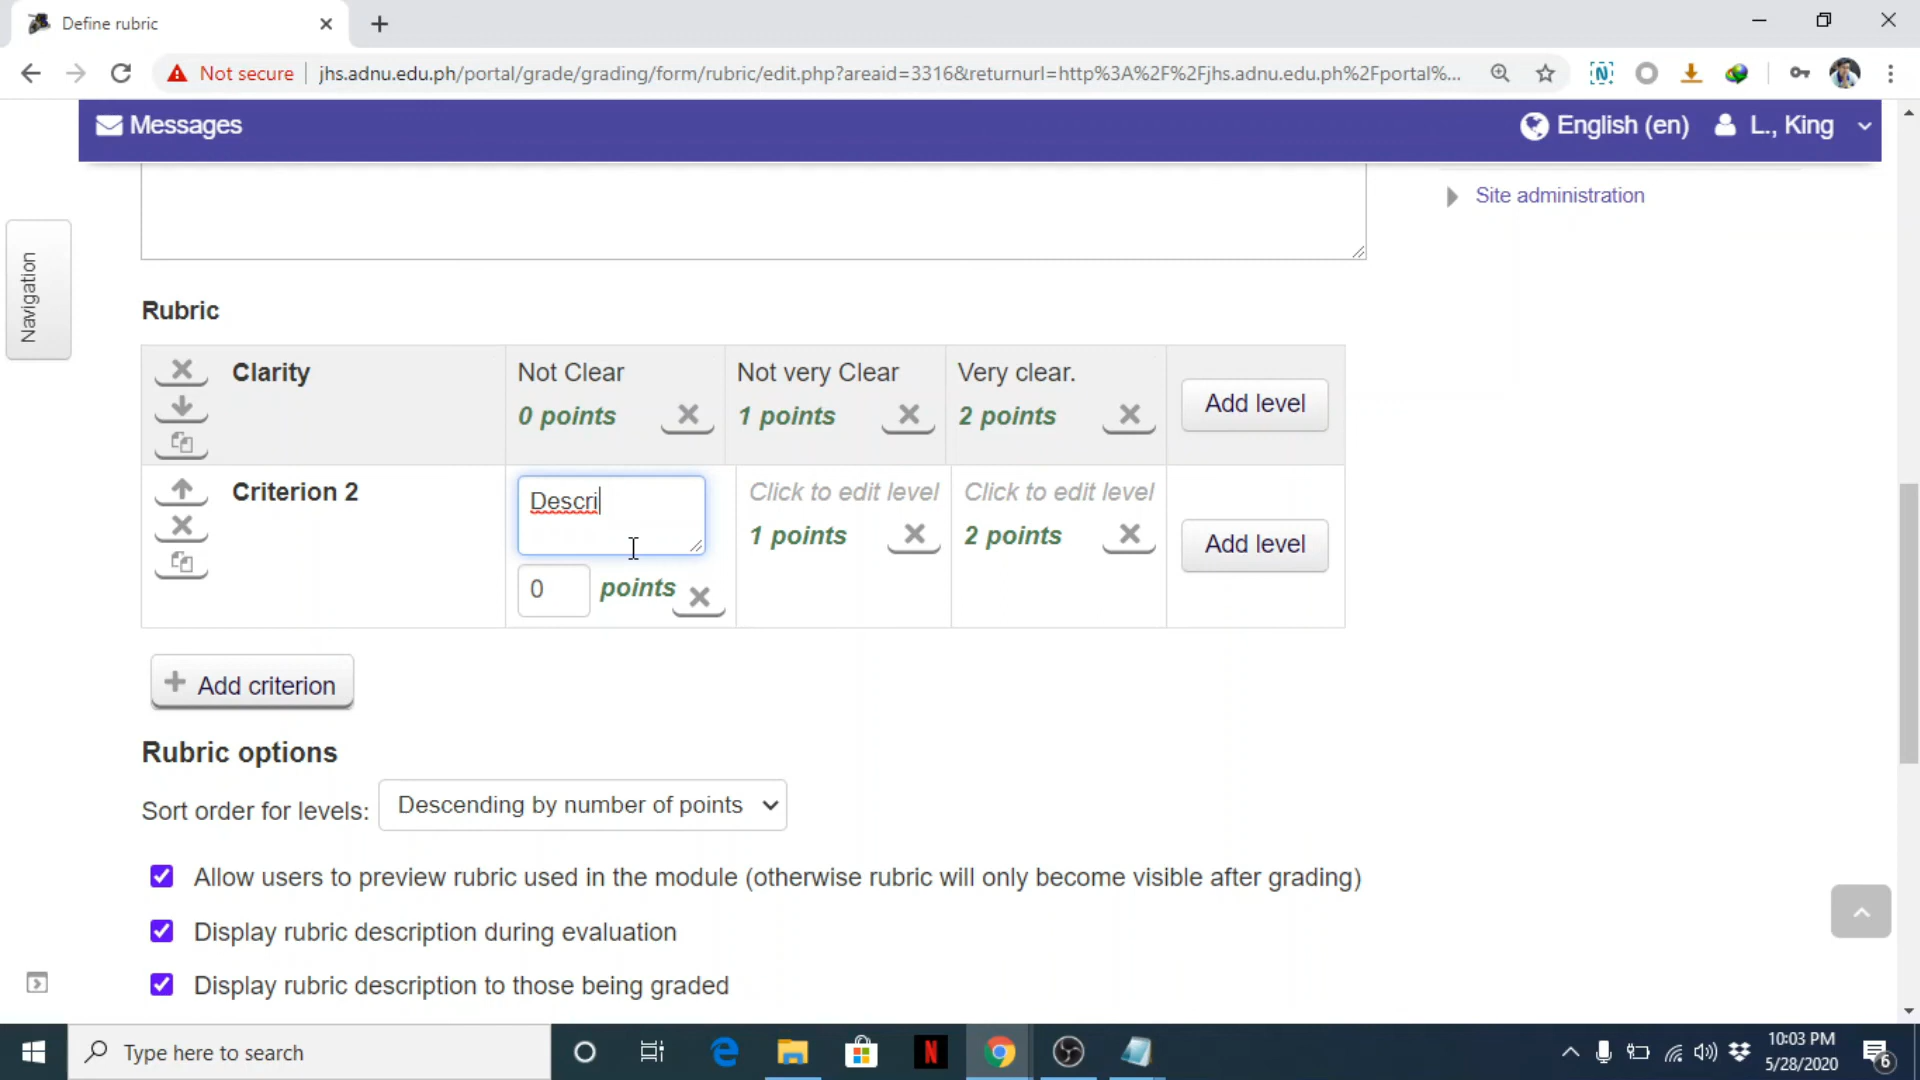 Define rubric
Not secure
jhs.adnu.edu.ph/portal/grade/grading/form/rubric/edit.php?areaid=3316&returnurl=http%3A%2F%2Fjhs.adnu.edu.ph%2Fportal%...
Messages
English (en)
L., King
Site administration
Navigation
Rubric
Clarity
Not Clear
0 points
Not very Clear
1 points
Very clear.
2 points
Add level
Criterion 2
Descri
0 points
Click to edit level
1 points
Click to edit level
2 points
Add level
Add criterion
Rubric options
Sort order for levels: Descending by number of points
Allow users to preview rubric used in the module (otherwise rubric will only become visible after grading)
Display rubric description during evaluation
Display rubric description to those being graded
Type here to search
10:03 PM
5/28/2020
6